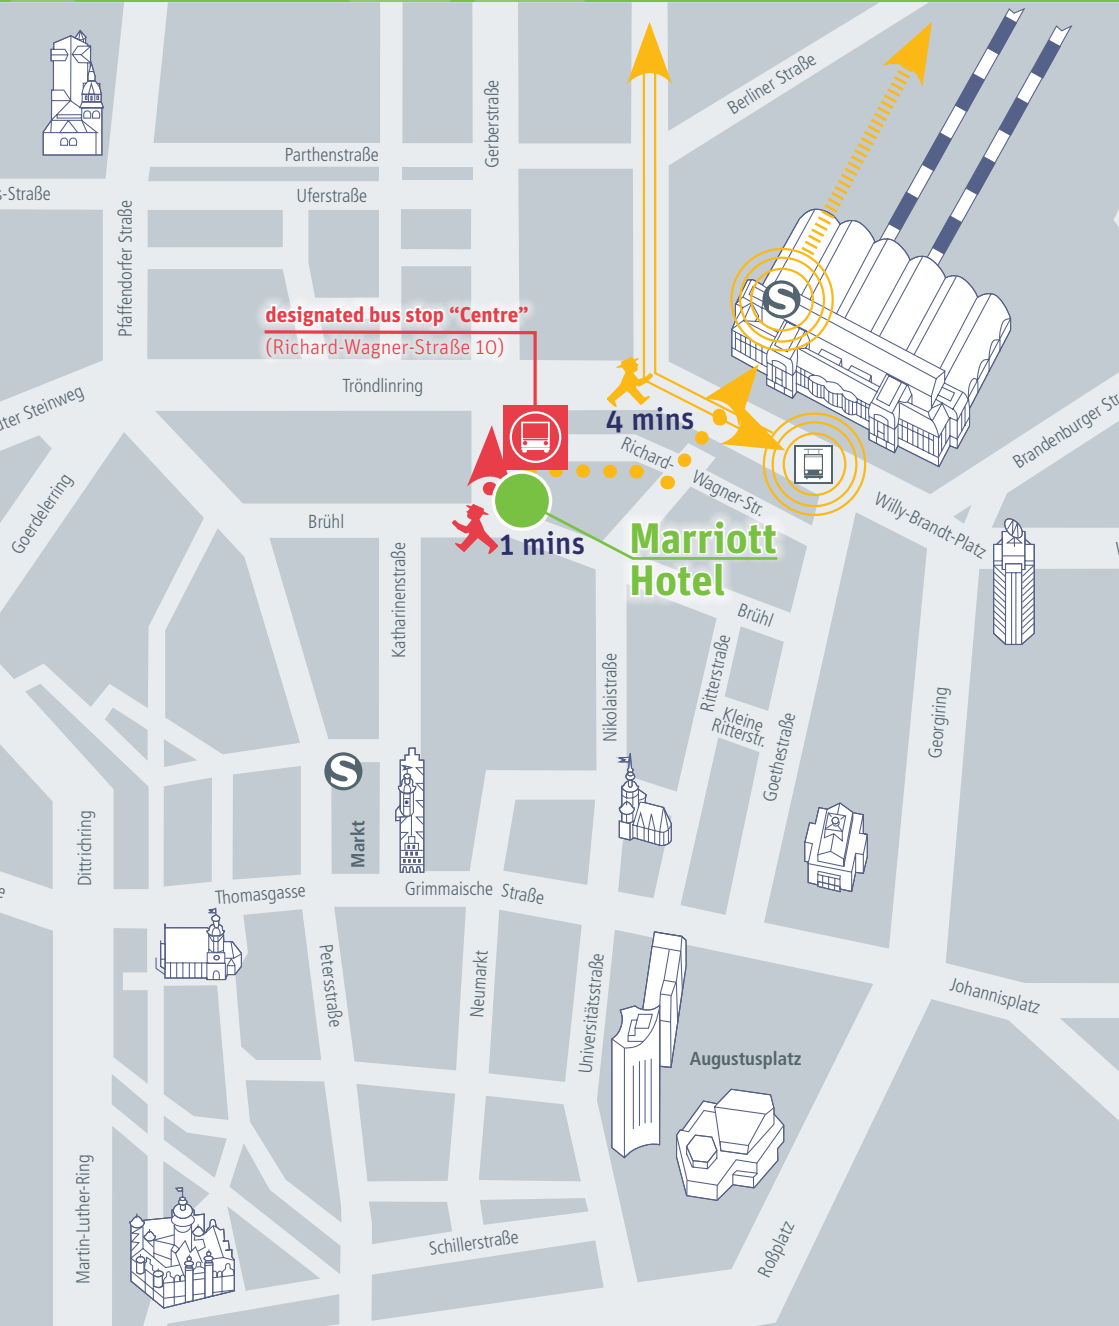 Berliner Straße
Gerberstraße
Parthenstraße
-Straße
Uferstraße
Pfaffendorfer Straße
designated bus stop “Centre”
(Richard-Wagner-Straße 10)
Tröndlinring
Steinweg
4 mins
Richard-
Wagner-Str.
Brandenburger Str
Goerdelerring
Brühl
1 mins
Marriott
Hotel
Willy-Brandt-Platz
Katharinenstraße
Brühl
Nikolaistraße
Ritterstraße
Kleine
Ritterstr.
Goethestraße
Georgiring
S
S
Markt
Dittrichring
Thomasgasse
Grimmaische Straße
Petersstraße
Neumarkt
Universitätsstraße
Johannisplatz
Augustusplatz
Martin-Luther-Ring
Schillerstraße
Roßplatz